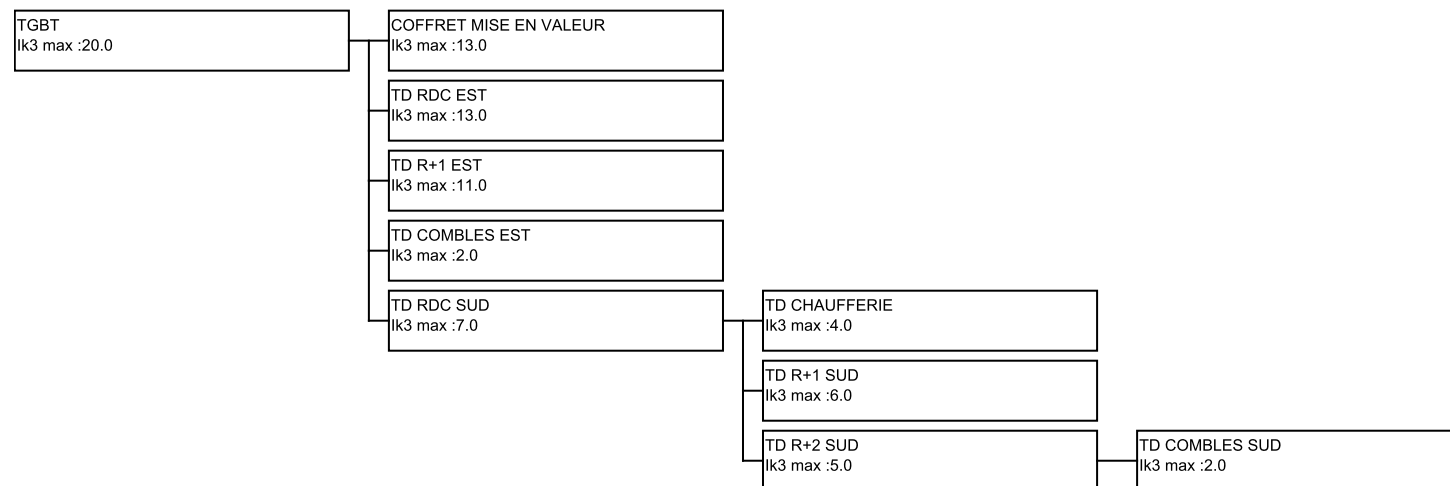 TGBT
Ik3 max :20.0
COFFRET MISE EN VALEUR
Ik3 max :13.0
TD RDC EST
Ik3 max :13.0
TD R+1 EST
Ik3 max :11.0
TD COMBLES EST
Ik3 max :2.0
TD RDC SUD
Ik3 max :7.0
TD CHAUFFERIE
Ik3 max :4.0
TD R+1 SUD
Ik3 max :6.0
TD R+2 SUD
Ik3 max :5.0
TD COMBLES SUD
Ik3 max :2.0